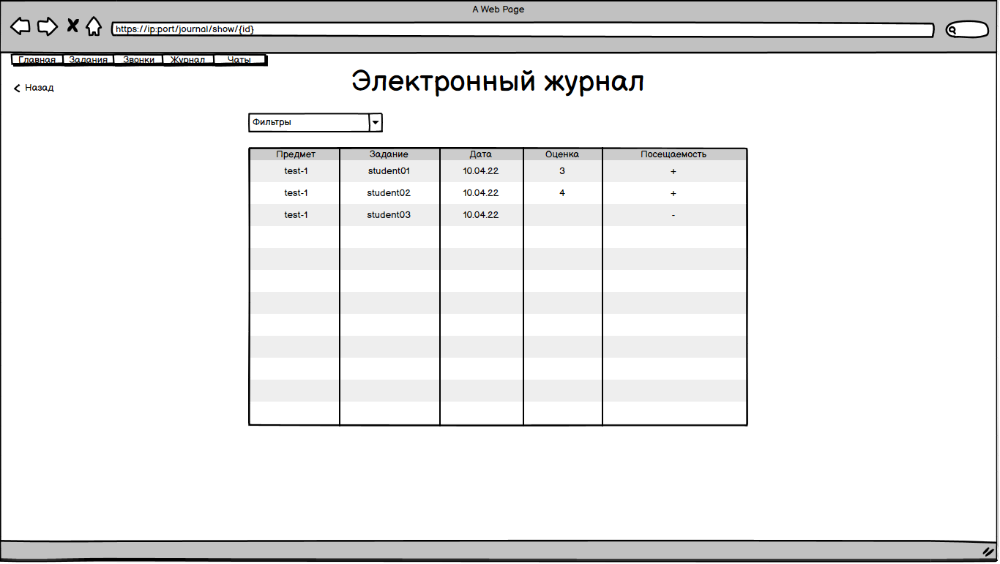 A Web Page
https://ip:port/journal/show/{id}
Главная Задания Звонки Журнал Чаты
Назад
Электронный журнал
Фильтры
Предмет Задание Дата Оценка Посещаемость
test-1 student01 10.04.22 3 +
test-1 student02 10.04.22 4 +
test-1 student03 10.04.22 -